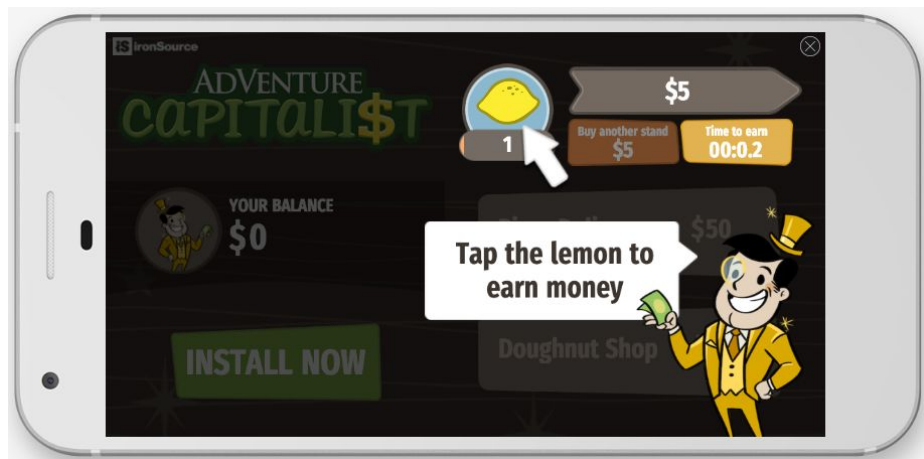 iS ironSource
ADVENTURE
CAPITALI$T
$5
1
Buy another stand
$5
Time to earn
00:0.2
YOUR BALANCE
$0
$50
Tap the lemon to
earn money
INSTALL NOW
Doughnut Shop